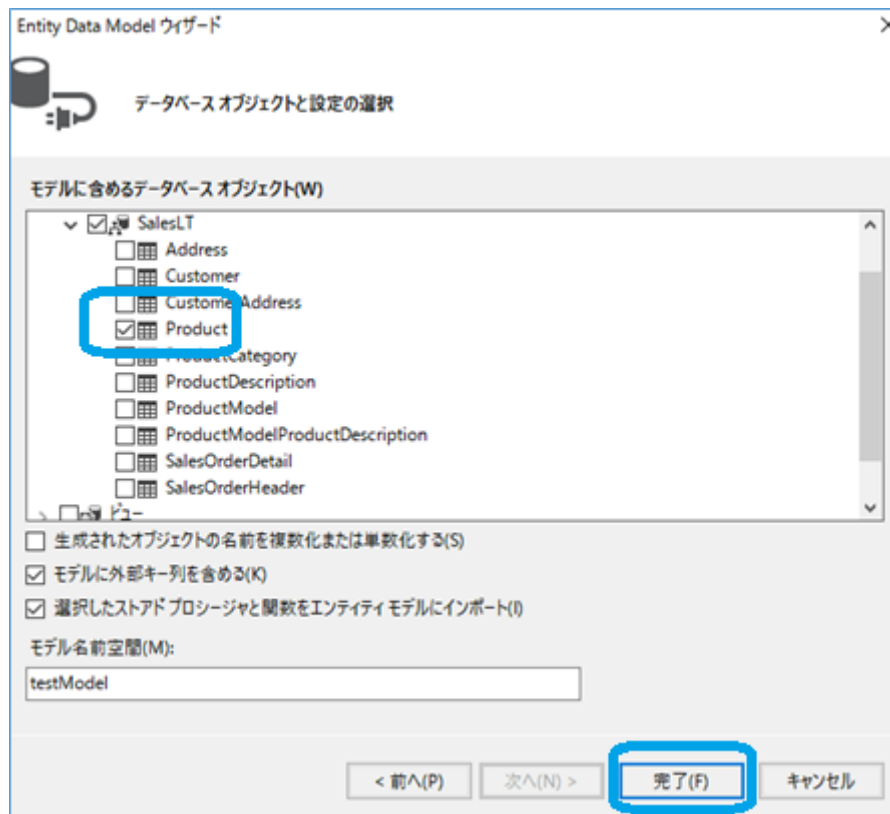 Entity Data Model ウィザード
データベース オブジェクトと設定の選択
モデルに含めるデータベース オブジェクト(W)
SalesLT
Address
Customer
CustomerAddress
Product
ProductCategory
ProductDescription
ProductModel
ProductModelProductDescription
SalesOrderDetail
SalesOrderHeader
ビュー
生成されたオブジェクトの名前を複数化または単数化する(S)
モデルに外部キー列を含める(K)
選択したストアド プロシージャと関数をエンティティ モデルにインポート(I)
モデル名前空間(M):
testModel
< 前へ(P) 次へ(N) > 完了(F) キャンセル